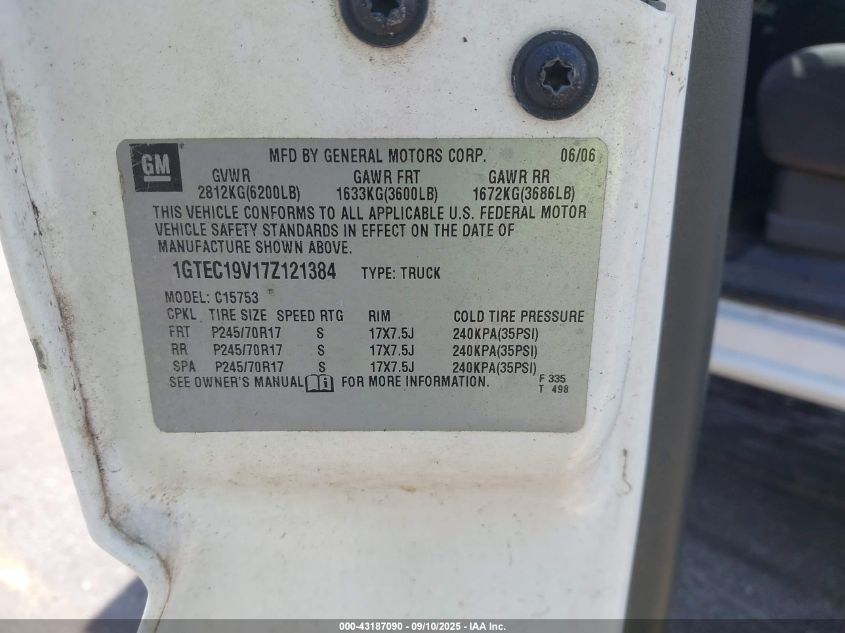 GM
MFD BY GENERAL MOTORS CORP. 06/06
GVWR GAWR FRT GAWR RR
2812KG(6200LB) 1633KG(3600LB) 1672KG(3686LB)
THIS VEHICLE CONFORMS TO ALL APPLICABLE U.S. FEDERAL MOTOR
VEHICLE SAFETY STANDARDS IN EFFECT ON THE DATE OF
MANUFACTURE SHOWN ABOVE.
1GTEC19V17Z121384 TYPE: TRUCK
MODEL: C15753
CPKL TIRE SIZE SPEED RTG RIM COLD TIRE PRESSURE
FRT P245/70R17 S 17X7.5J 240KPA(35PSI)
RR P245/70R17 S 17X7.5J 240KPA(35PSI)
SPA P245/70R17 S 17X7.5J 240KPA(35PSI)
SEE OWNER'S MANUAL i FOR MORE INFORMATION. F 335
T 498
000-43187090 - 09/10/2025 - IAA Inc.